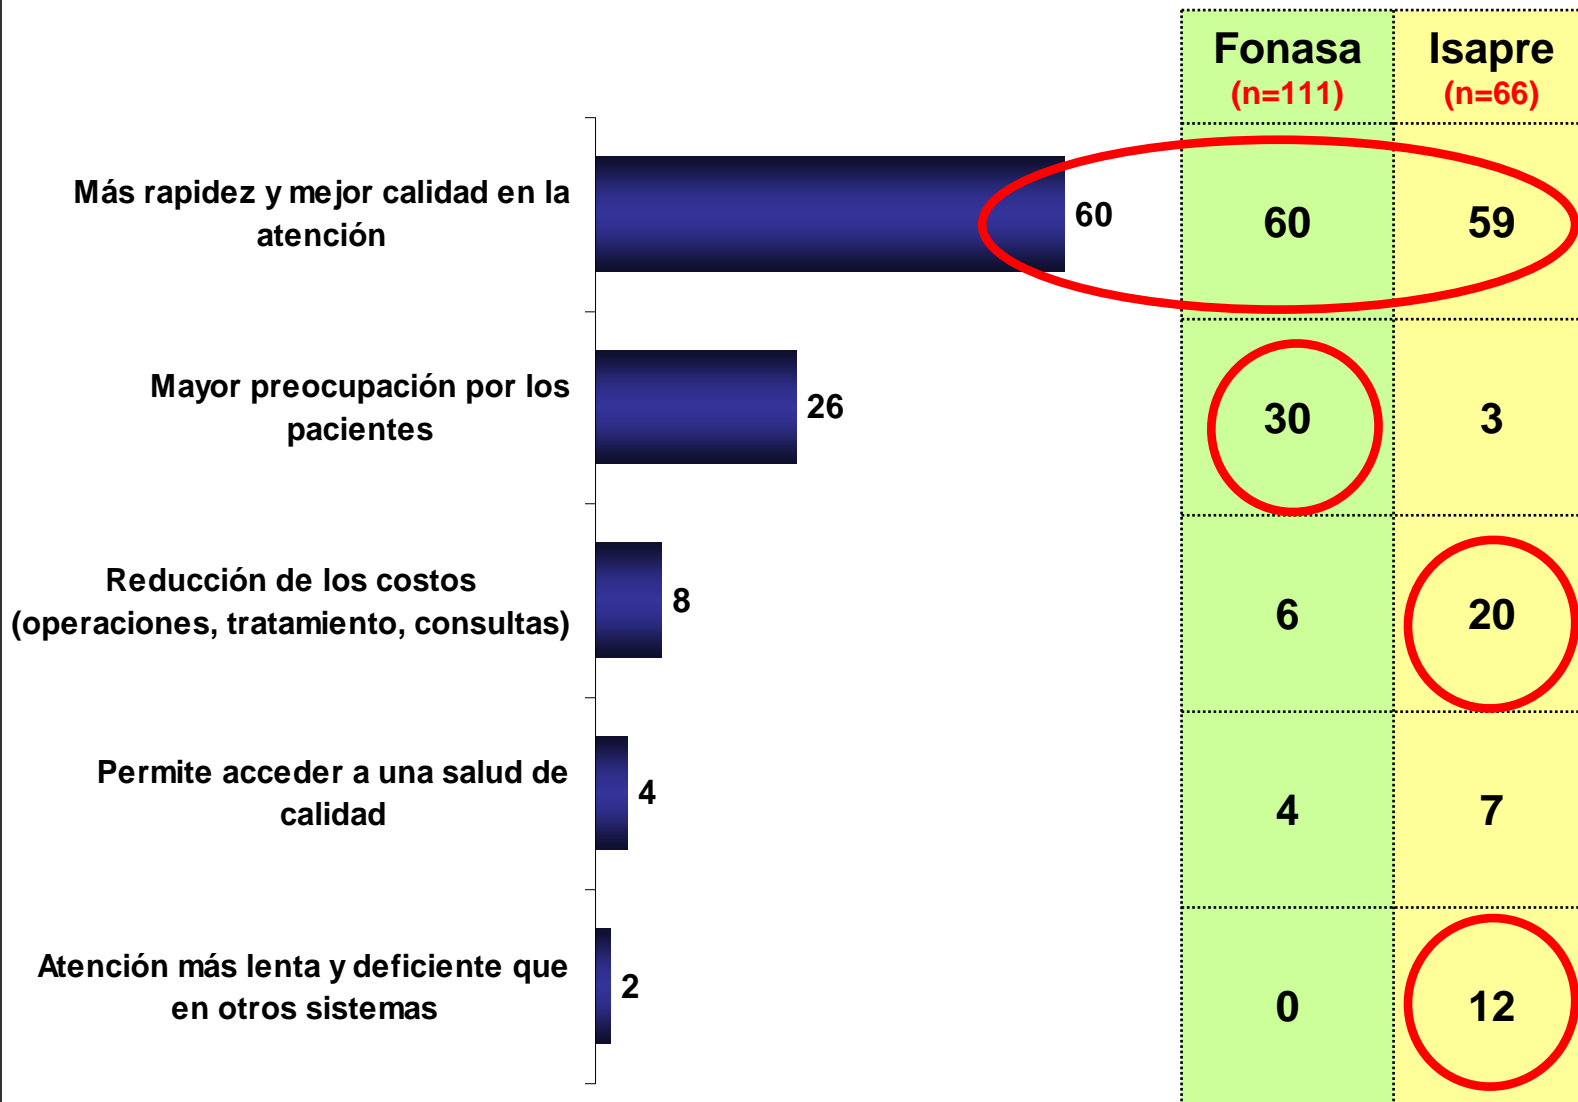 Fonasa Isapre
(n=111) (n=66)
Más rapidez y mejor calidad en la
atención
60 60 59
Mayor preocupación por los
pacientes
26 30 3
Reducción de los costos
(operaciones, tratamiento, consultas)
8 6 20
Permite acceder a una salud de
calidad
4 4 7
Atención más lenta y deficiente que
en otros sistemas
2 0 12